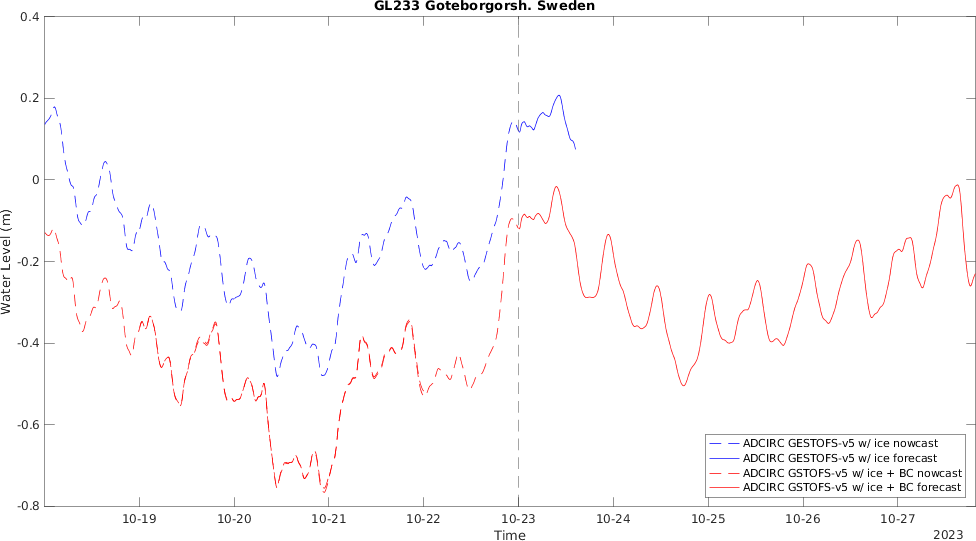 GL233 Goteborgorsh. Sweden
0.4
0.2
0
-0.2
-0.4
-0.6
-0.8
Water Level (m)
ADCIRC GESTOFS-v5 w/ ice nowcast
ADCIRC GESTOFS-v5 w/ ice forecast
ADCIRC GSTOFS-v5 w/ ice + BC nowcast
ADCIRC GSTOFS-v5 w/ ice + BC forecast
10-19 10-20 10-21 10-22 10-23 10-24 10-25 10-26 10-27
Time
2023